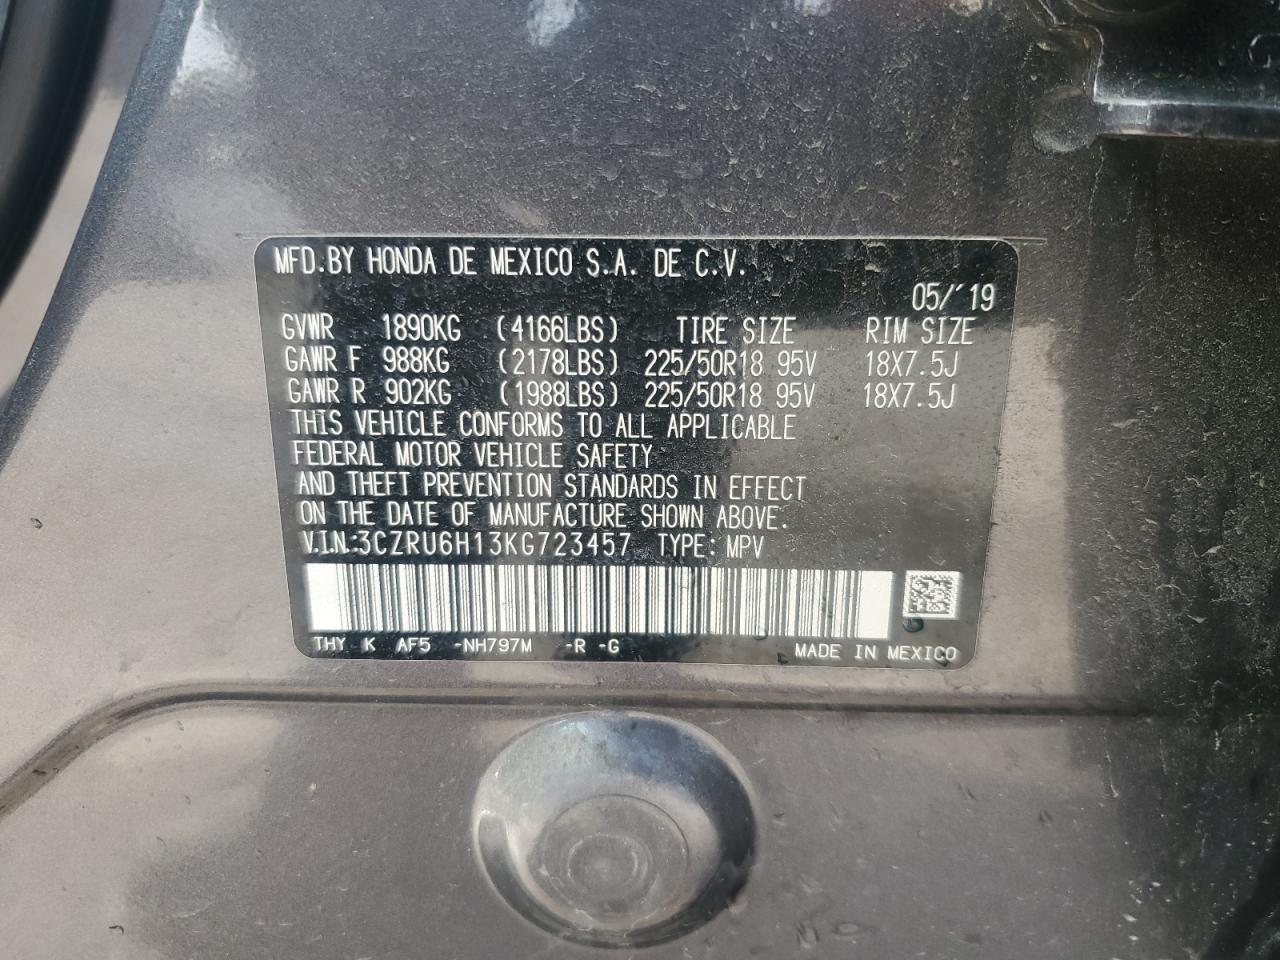 MFD.BY HONDA DE MEXICO S.A. DE C.V.
05/´19
GVWR 1890KG (4166LBS) TIRE SIZE RIM SIZE
GAWR F 988KG (2178LBS) 225/50R18 95V 18X7.5J
GAWR R 902KG (1988LBS) 225/50R18 95V 18X7.5J
THIS VEHICLE CONFORMS TO ALL APPLICABLE
FEDERAL MOTOR VEHICLE SAFETY
AND THEFT PREVENTION STANDARDS IN EFFECT
ON THE DATE OF MANUFACTURE SHOWN ABOVE.
V.I.N.:3CZRU6H13KG723457 TYPE: MPV
THY K AF5 -NH797M -R -G MADE IN MEXICO